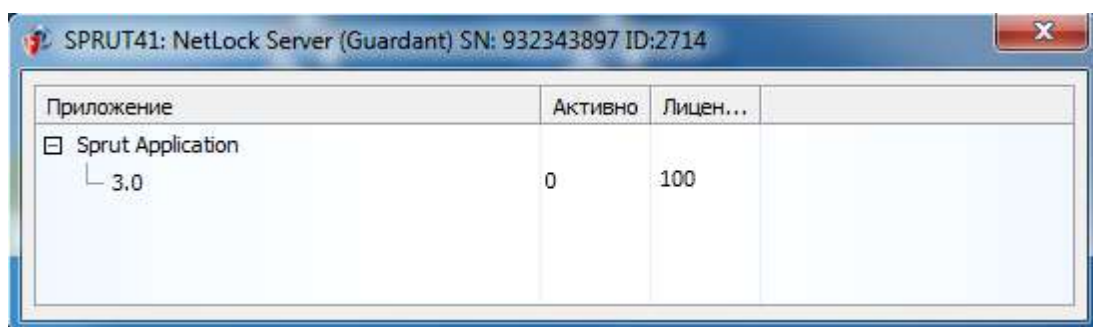 SPRUT41: NetLock Server (Guardant) SN: 932343897 ID:2714
Приложение Активно Лицен...
Sprut Application
3.0 0 100